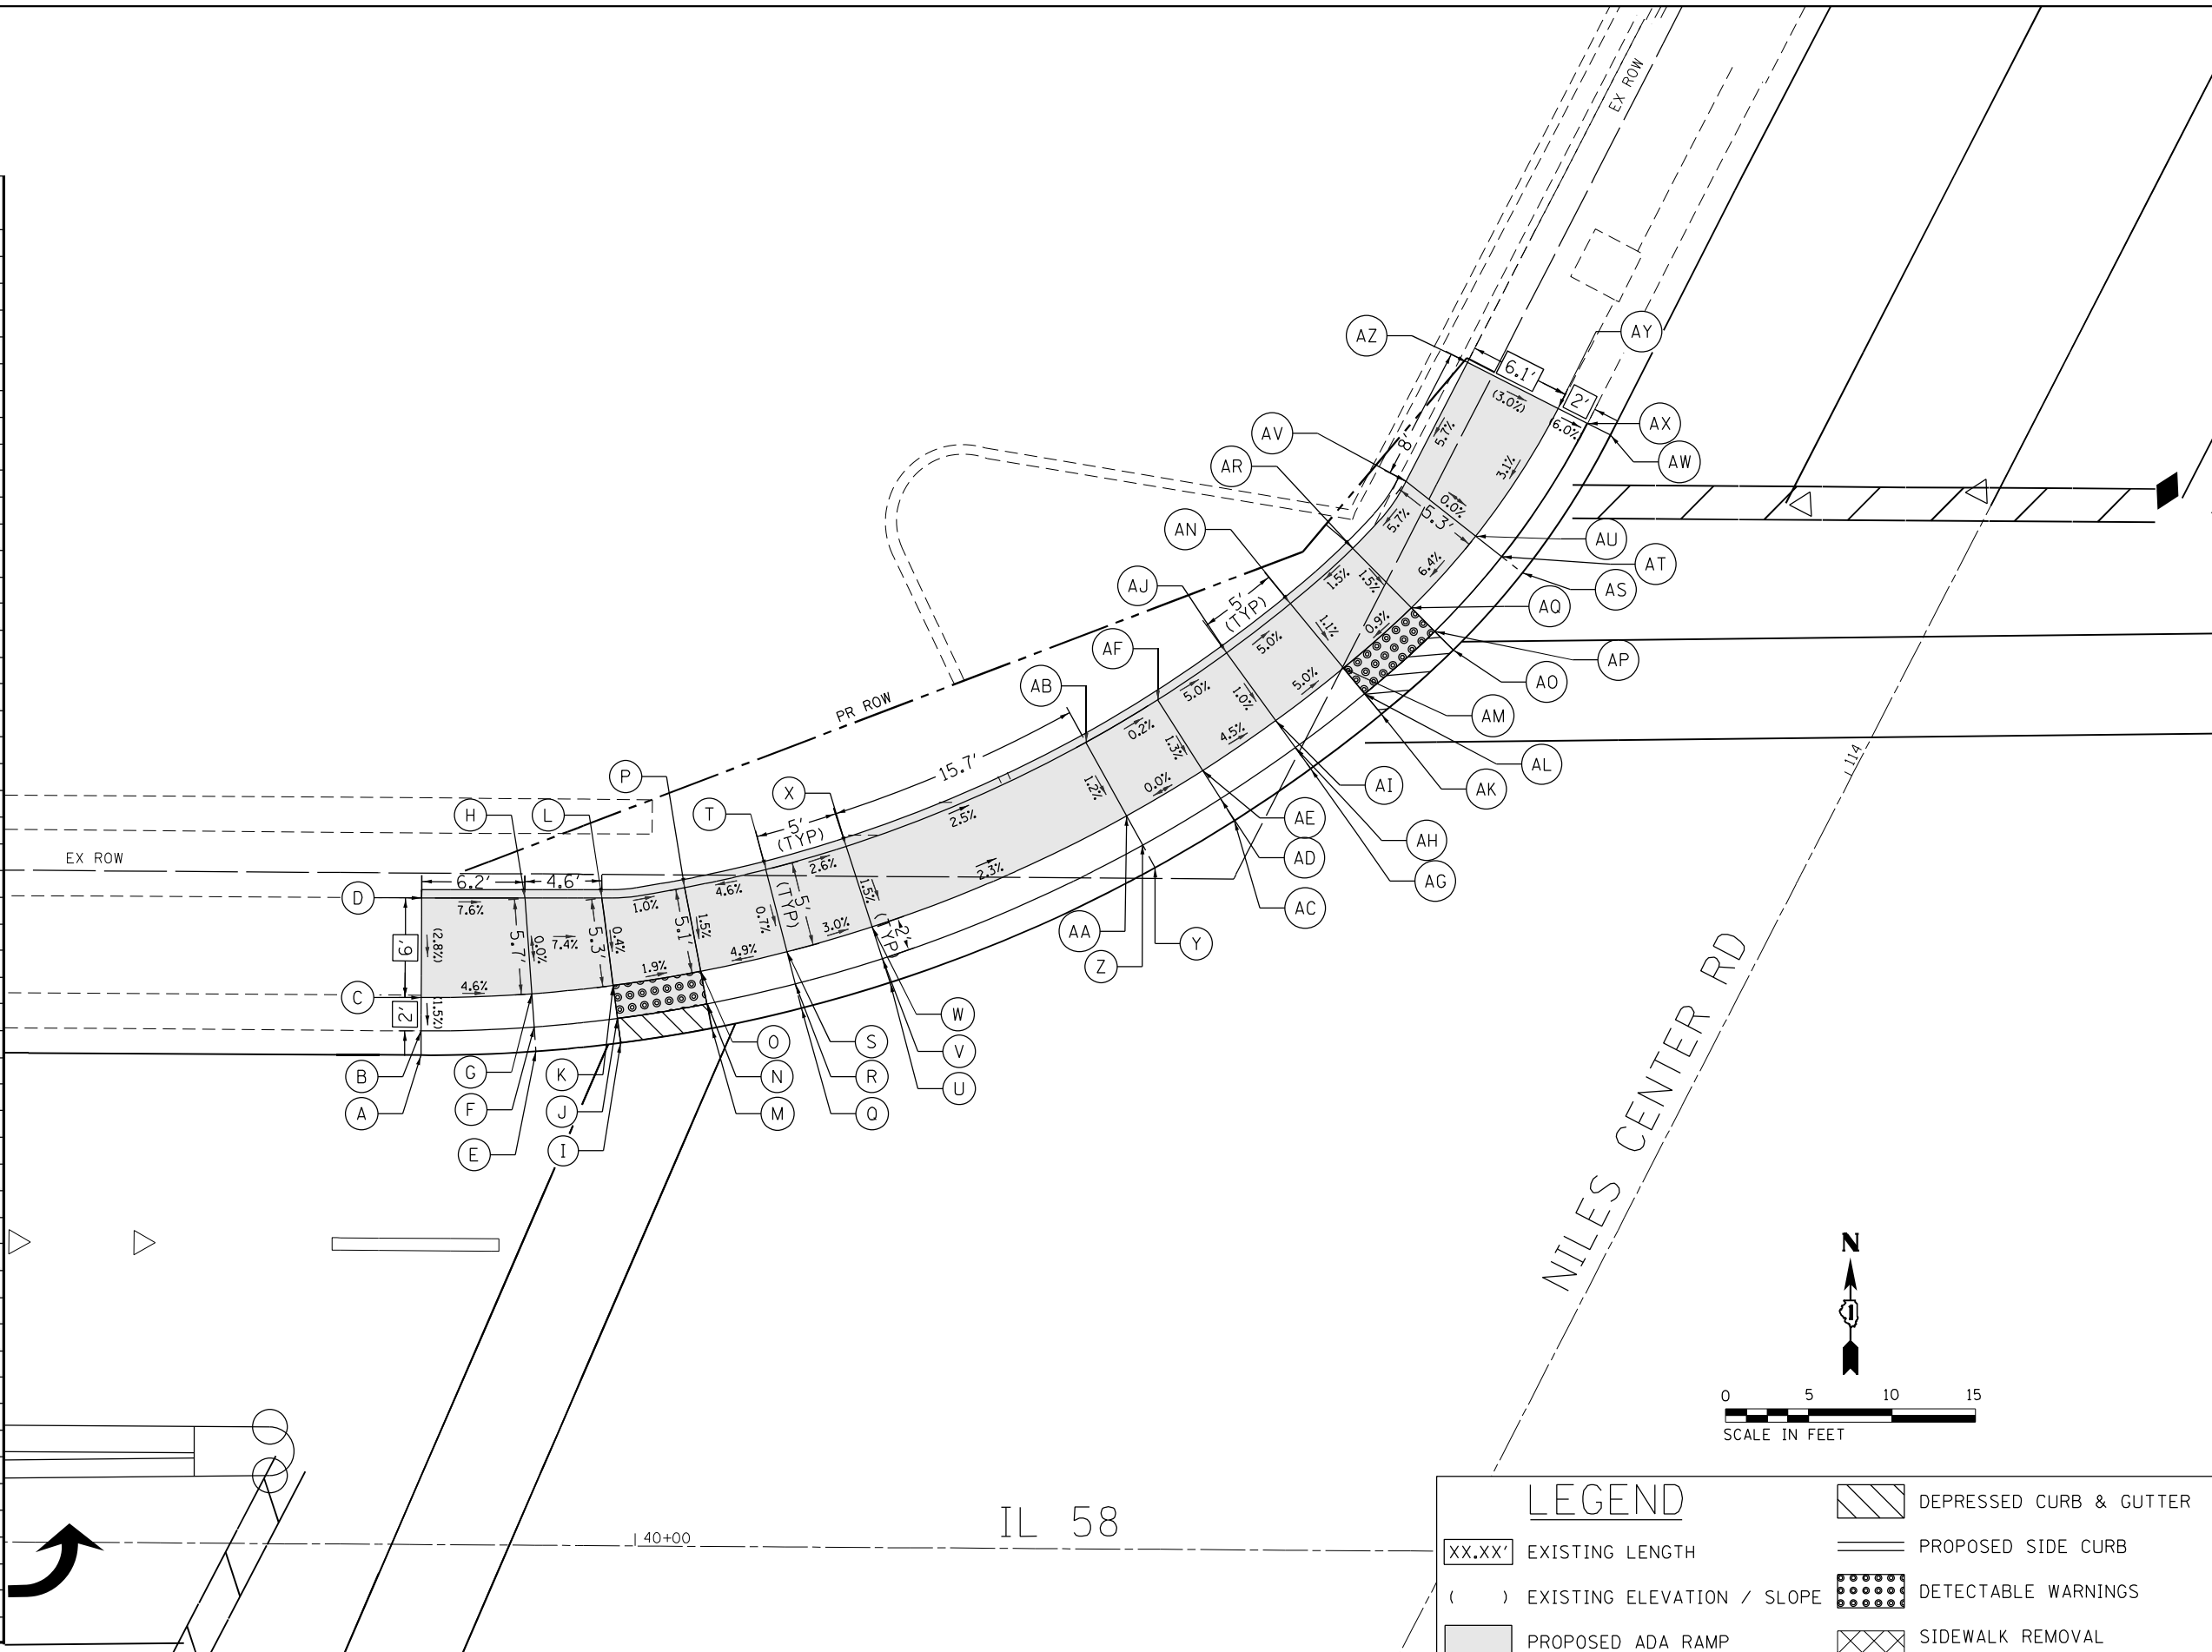 EX ROW
AZ
6.1'
AY
2'
(3.0%)
(6.0%)
AX
AW
AV
8'
5.7%
3.1%
AR
0.0%
5.3'
5.7%
AU
AT
AS
6.4%
AN
1.5%
1.5%
AQ
AJ
5'
(TYP)
1.1%
0.9%
AP
AO
AF
5.0%
AM
AB
5.0%
1.0%
5.0%
AL
PR ROW
0.2%
1.3%
4.5%
AK
AI
15.7'
1.2%
0.0%
AE
AH
AD
AG
P
X
T
5'
(TYP)
2.5%
AC
H
L
EX ROW
2.6%
2.3%
AA
Y
Z
6.2'
4.6'
D
7.6%
1.0%
4.6%
1.5%
5'
(TYP)
0.7%
3.0%
2'
(TYP)
6'
(2.8%)
5.7'
0.0%
7.4%
5.3'
0.4%
5.1'
1.5%
4.9%
1.9%
C
4.6%
2'
(1.5%)
W
O
S
V
B
G
K
N
R
U
A
F
J
M
Q
E
I
114
NILES CENTER RD
N
1
0 5 10 15
SCALE IN FEET
IL 58
40+00
LEGEND
XX.XX' EXISTING LENGTH
( ) EXISTING ELEVATION / SLOPE
PROPOSED ADA RAMP
DEPRESSED CURB & GUTTER
PROPOSED SIDE CURB
DETECTABLE WARNINGS
SIDEWALK REMOVAL